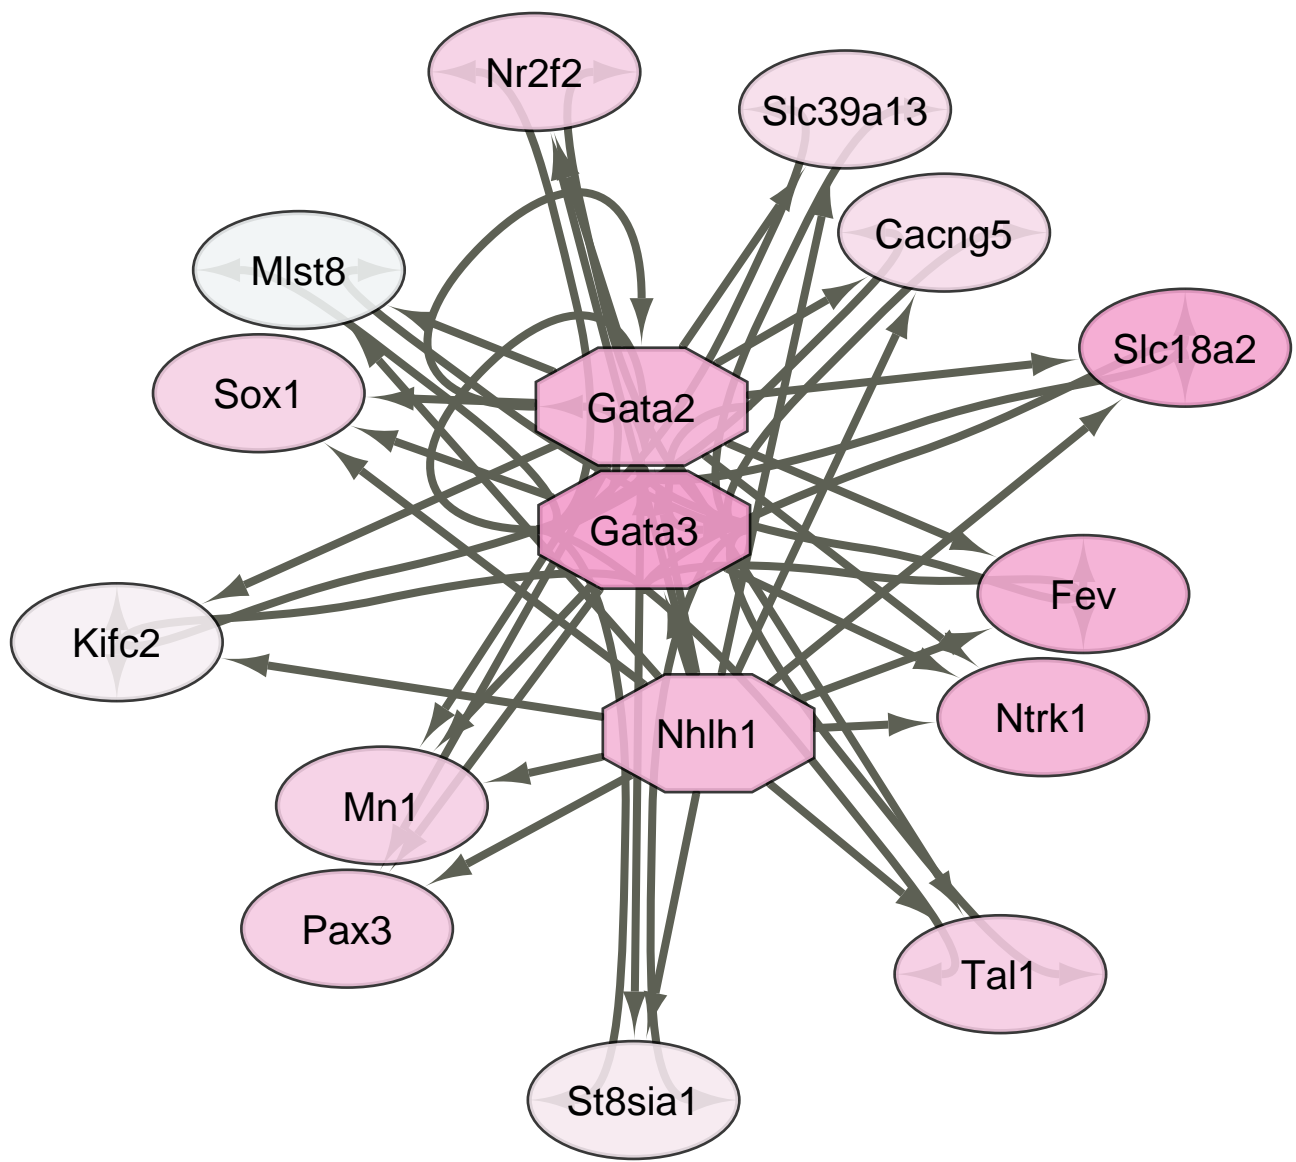 Nr2f2
Slc39a13
Cacng5
Mlst8
Slc18a2
Sox1
Gata2
Gata3
Fev
Kifc2
Ntrk1
Nhlh1
Mn1
Pax3
Tal1
St8sia1